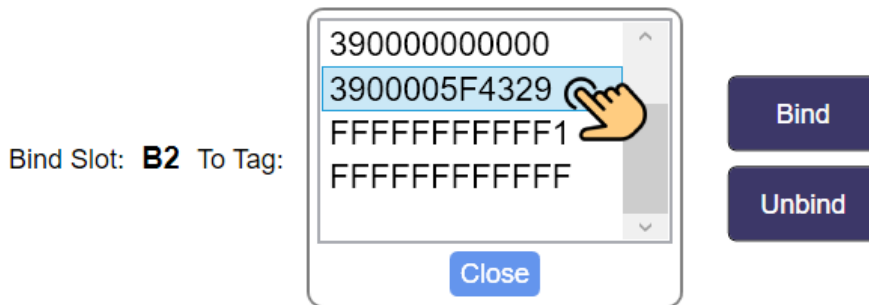 Bind Slot: B2 To Tag:
390000000000
3900005F4329
FFFFFFFFFFF1
FFFFFFFFFFFF
Close
Bind
Unbind